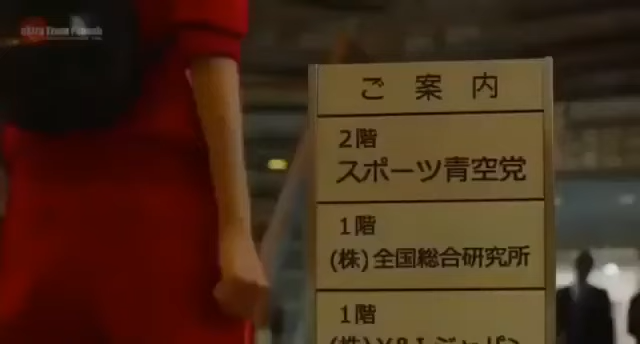 ご案内
2階
スポーツ青空党
1階
(株)全国総合研究所
1階